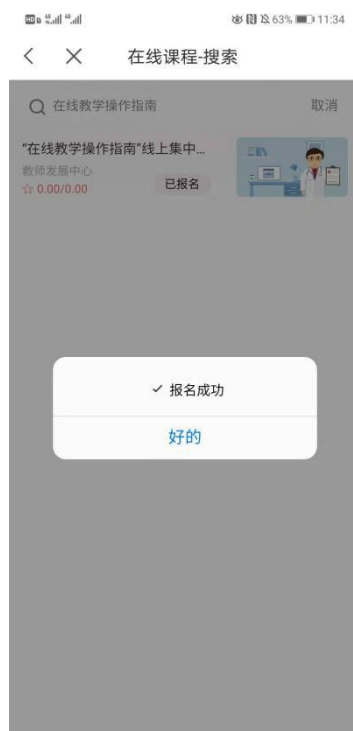 63% 11:34
在线课程-搜索
在线教学操作指南 取消
“在线教学操作指南”线上集中...
教师发展中心
☆ 0.00/0.00 已报名
✓ 报名成功
好的